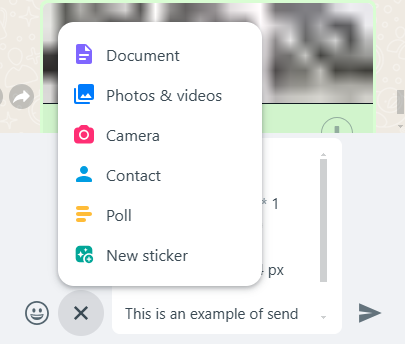 Document
Photos & videos
Camera
* 1
Contact
Poll
px
New sticker
This is an example of send